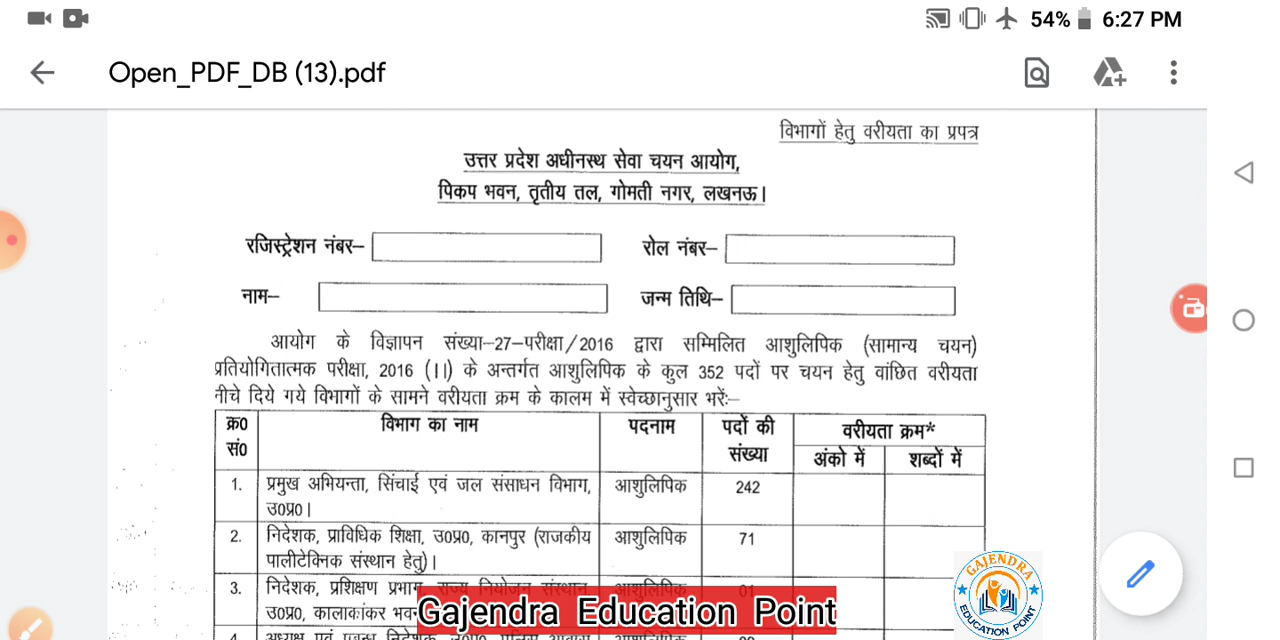 54% 6:27 PM
Open_PDF_DB (13).pdf
विभागों हेतु वरीयता का प्रपत्र
उत्तर प्रदेश अधीनस्थ सेवा चयन आयोग,
पिकप भवन, तृतीय तल, गोमती नगर, लखनऊ।
रजिस्ट्रेशन नंबर– रोल नंबर–
नाम– जन्म तिथि–
आयोग के विज्ञापन संख्या–27–परीक्षा/2016 द्वारा सम्मिलित आशुलिपिक (सामान्य चयन)
प्रतियोगितात्मक परीक्षा, 2016 (।।) के अन्तर्गत आशुलिपिक के कुल 352 पदों पर चयन हेतु वांछित वरीयता
नीचे दिये गये विभागों के सामने वरीयता क्रम के कालम में स्वेच्छानुसार भरेंः–
क्र0 सं0 विभाग का नाम पदनाम पदों की संख्या वरीयता क्रम*
अंको में शब्दों में
1. प्रमुख अभियन्ता, सिंचाई एवं जल संसाधन विभाग, आशुलिपिक 242
उ0प्र0।
2. निदेशक, प्राविधिक शिक्षा, उ0प्र0, कानपुर (राजकीय आशुलिपिक 71
पालीटेक्निक संस्थान हेतु)।
3. निदेशक, प्रशिक्षण प्रभाग, राज्य नियोजन संस्थान आशुलिपिक 01
उ0प्र0, कालाकांकर भवन
Gajendra Education Point
GAJENDRA
EDUCATION POINT